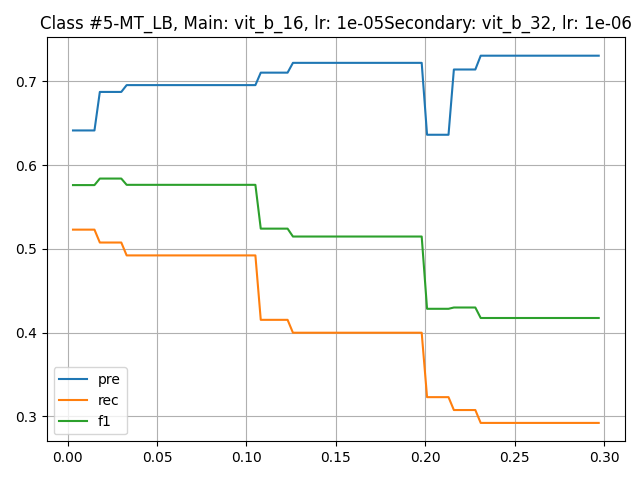 Class #5-MT_LB, Main: vit_b_16, lr: 1e-05Secondary: vit_b_32, lr: 1e-06
0.7
0.6
0.5
0.4
0.3
pre
rec
f1
0.00 0.05 0.10 0.15 0.20 0.25 0.30